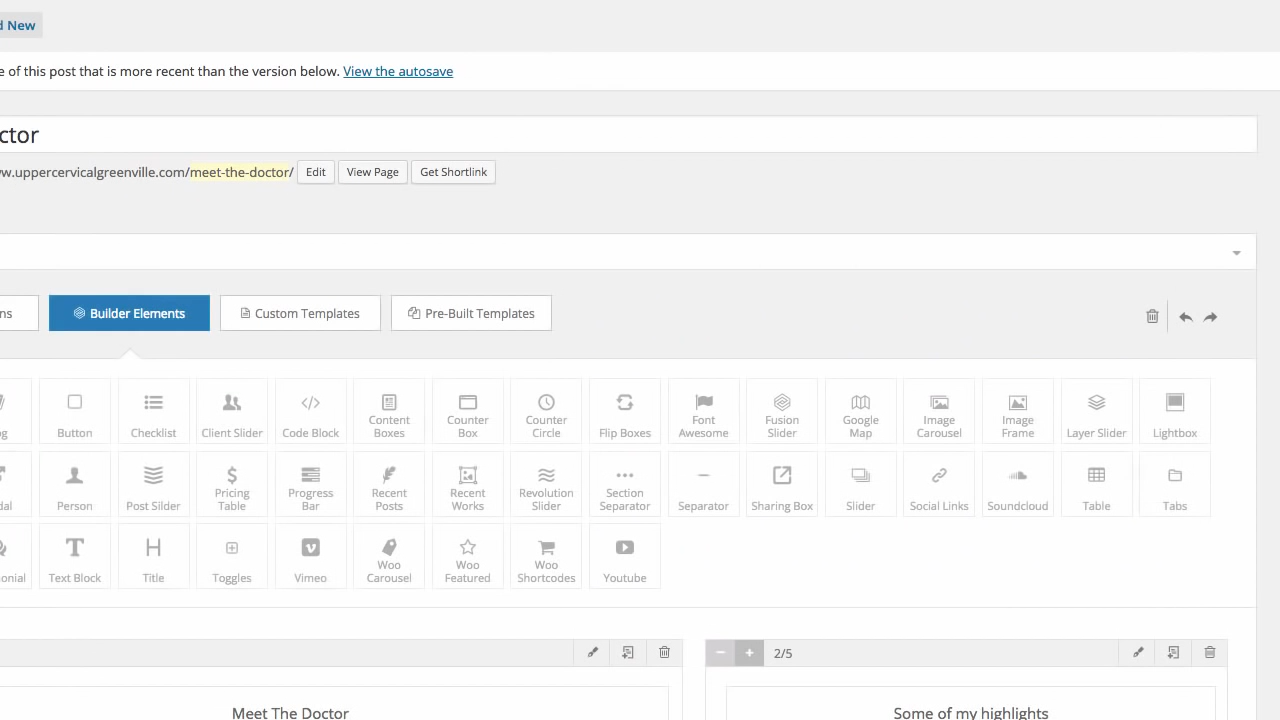 d New
e of this post that is more recent than the version below. View the autosave
ctor
vw.uppercervicalgreenville.com/meet-the-doctor/ Edit View Page Get Shortlink
ns Builder Elements Custom Templates Pre-Built Templates
og Button Checklist Client Slider Code Block Content Boxes Counter Box Counter Circle Flip Boxes Font Awesome Fusion Slider Google Map Image Carousel Image Frame Layer Slider Lightbox
dal Person Post Silder Pricing Table Progress Bar Recent Posts Recent Works Revolution Slider Section Separator Separator Sharing Box Slider Social Links Soundcloud Table Tabs
onial Text Block Title Toggles Vimeo Woo Carousel Woo Featured Woo Shortcodes Youtube
2/5
Meet The Doctor Some of my highlights